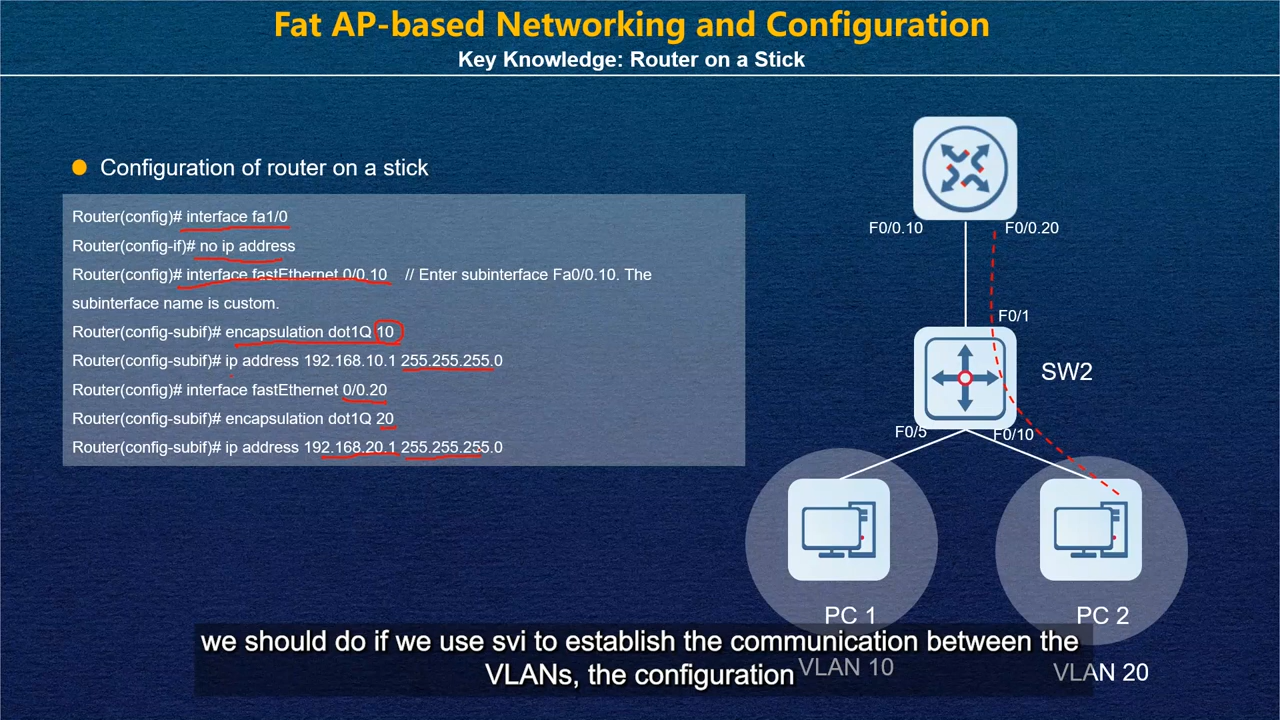 Fat AP-based Networking and Configuration
Key Knowledge: Router on a Stick
Configuration of router on a stick
Router(config)# interface fa1/0
Router(config-if)# no ip address
Router(config)# interface fastEthernet 0/0.10 // Enter subinterface Fa0/0.10. The
subinterface name is custom.
Router(config-subif)# encapsulation dot1Q 10
Router(config-subif)# ip address 192.168.10.1 255.255.255.0
Router(config)# interface fastEthernet 0/0.20
Router(config-subif)# encapsulation dot1Q 20
Router(config-subif)# ip address 192.168.20.1 255.255.255.0
F0/0.10
F0/0.20
F0/1
SW2
F0/5
F0/10
PC 1
PC 2
VLAN 10
VLAN 20
we should do if we use svi to establish the communication between the
VLANs, the configuration